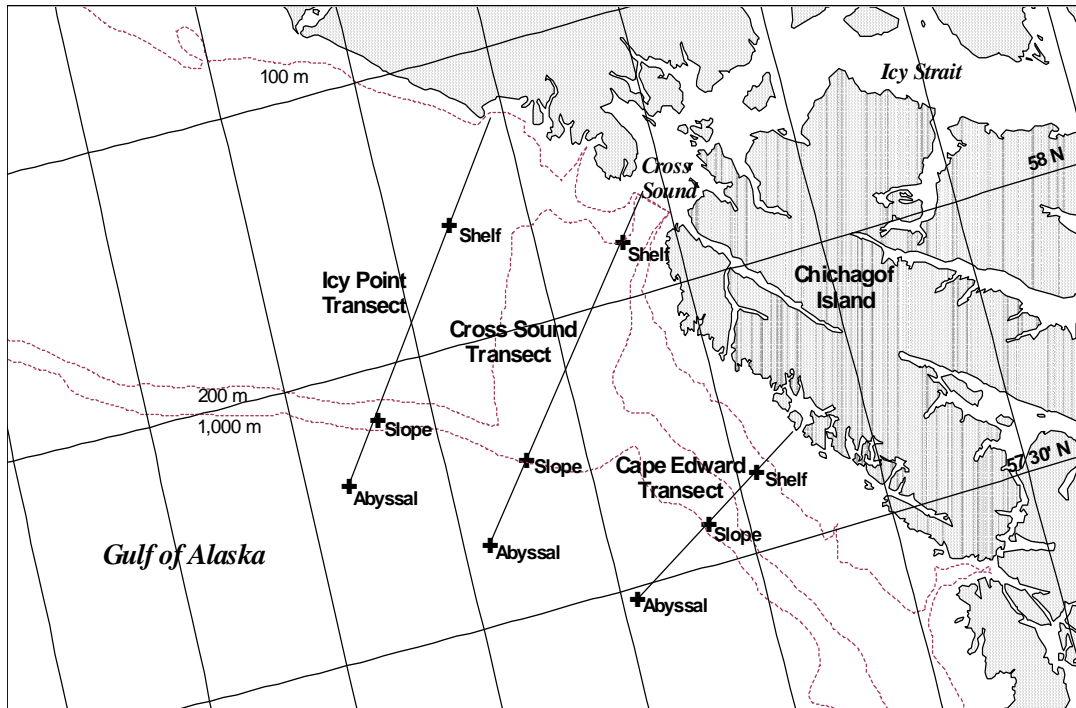 Icy Strait
100 m
Cross
Sound
58 N
Shelf
Shelf
Icy Point
Transect
Chichagof
Island
Cross Sound
Transect
200 m
1,000 m
Slope
Slope
Cape Edward
Transect
Shelf
57 30' N
Abyssal
Slope
Abyssal
Gulf of Alaska
Abyssal